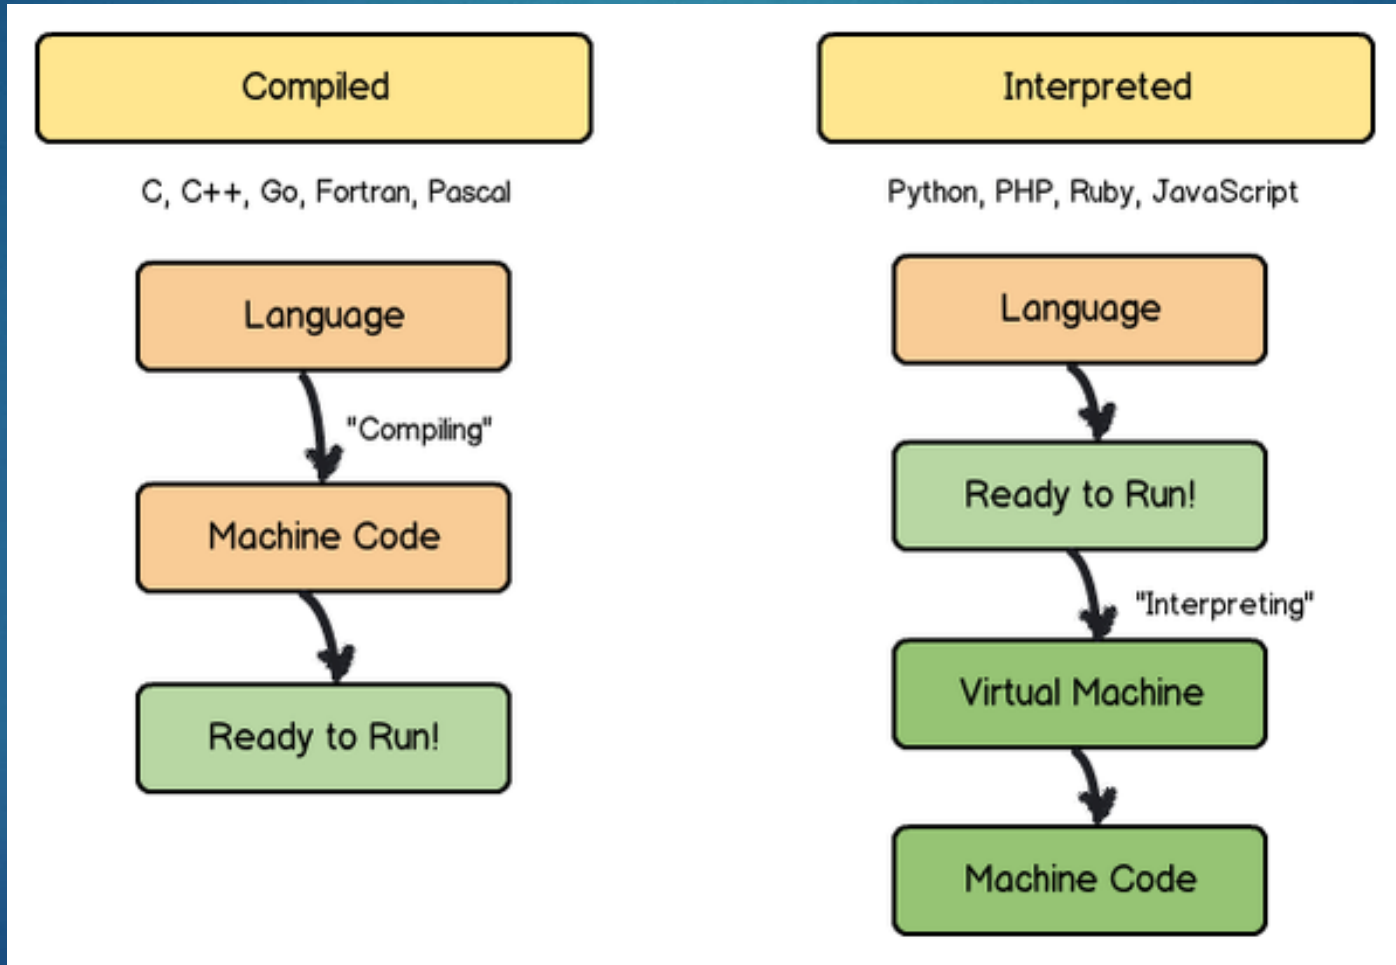 Compiled
C, C++, Go, Fortran, Pascal
Language
"Compiling"
Machine Code
Ready to Run!
Interpreted
Python, PHP, Ruby, JavaScript
Language
Ready to Run!
"Interpreting"
Virtual Machine
Machine Code